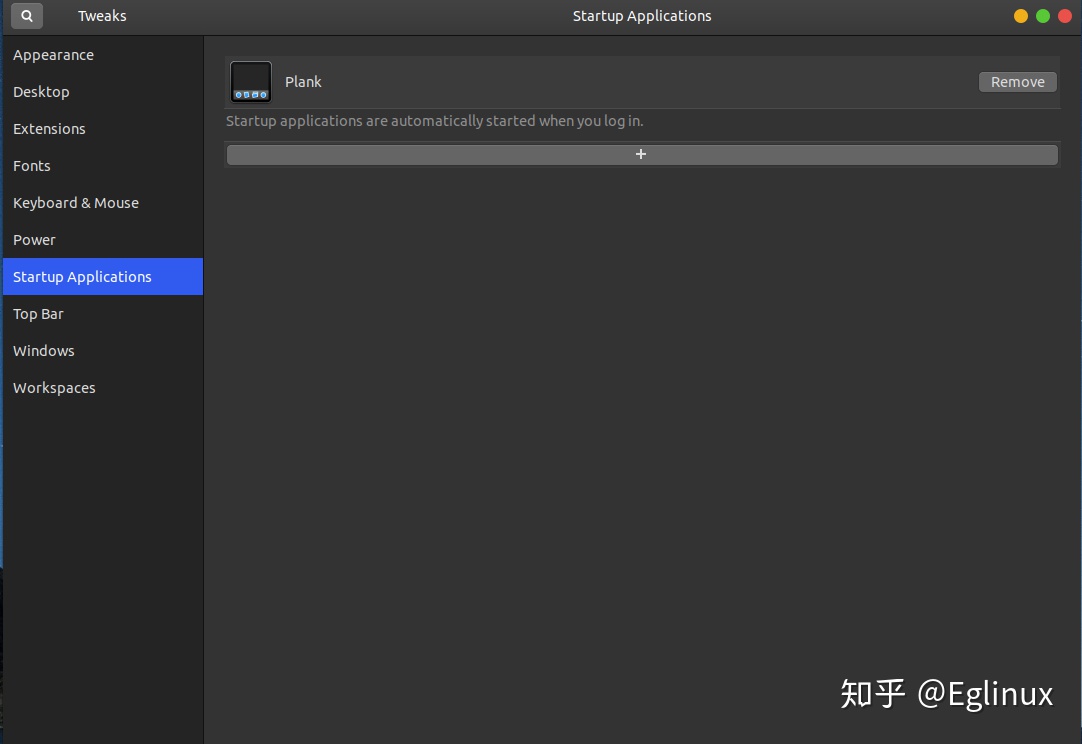 Tweaks
Startup Applications
Appearance
Desktop
Extensions
Fonts
Keyboard & Mouse
Power
Startup Applications
Top Bar
Windows
Workspaces
Plank
Remove
Startup applications are automatically started when you log in.
+
知乎 @Eglinux